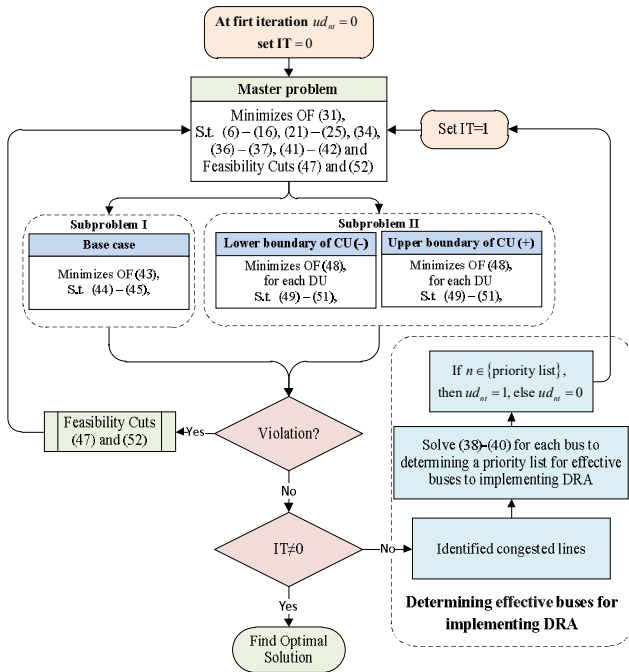 At firt iteration ud_nt = 0
set IT = 0
Master problem
Minimizes OF (31),
S.t. (6) – (16), (21) – (25), (34),
(36) – (37), (41) – (42) and
Feasibility Cuts (47) and (52)
Set IT=1
Subproblem I
Base case
Minimizes OF (43)
S.t. (44) – (45),
Subproblem II
Lower boundary of CU (-)
Minimizes OF (48),
for each DU
S.t. (49) – (51),
Upper boundary of CU (+)
Minimizes OF (48),
for each DU
S.t (49) – (51),
If n ∈ {priority list},
then ud_nt = 1, else ud_nt = 0
Feasibility Cuts
(47) and (52)
Yes
Violation?
Solve (38)-(40) for each bus to
determining a priority list for effective
buses to implementing DRA
No
IT≠0
No
Identified congested lines
Yes
Determining effective buses for
implementing DRA
Find Optimal
Solution